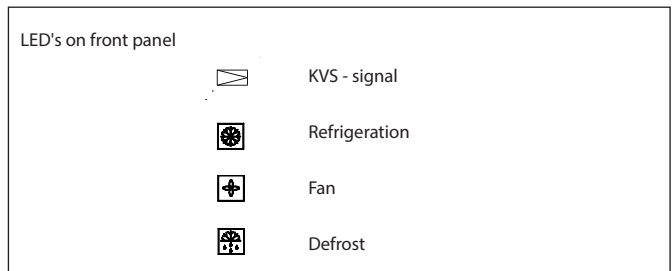 LED's on front panel
KVS - signal
Refrigeration
Fan
Defrost